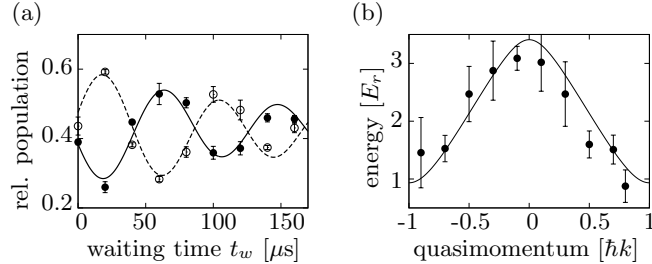 (a)
rel. population
0.6
0.4
0.2
0 50 100 150
waiting time t_w [μs]
(b)
energy [E_r]
3
2
1
-1 -0.5 0 0.5 1
quasimomentum [ħk]